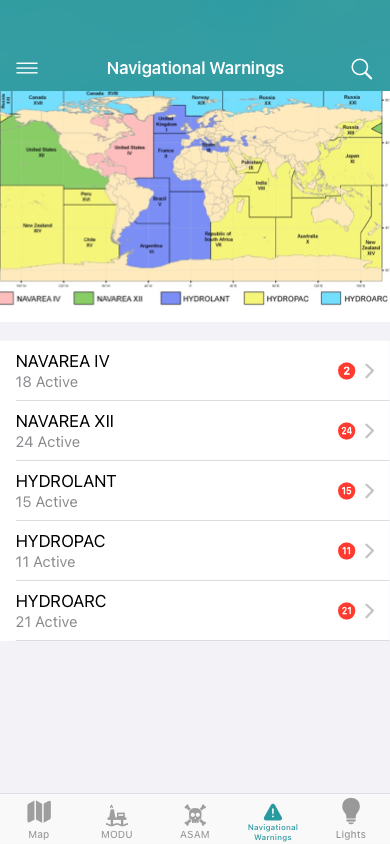 Navigational Warnings
Canada
XVII
Canada XVIII
Norway
XIX
Russia
XX
Russia
XXI
United States
XII
United States
IV
United
Kingdom
I
France
II
Russia
XIII
Japan
XI
Pakistan
IX
India
VIII
Peru
XVI
Brazil
V
New Zealand
XIV
Chile
XV
Argentina
VI
Republic of
South Africa
VII
Australia
X
New
Zealand
XIV
NAVAREA IV
NAVAREA XII
HYDROLANT
HYDROPAC
HYDROARC
NAVAREA IV
2
18 Active
NAVAREA XII
24
24 Active
HYDROLANT
15
15 Active
HYDROPAC
11
11 Active
HYDROARC
21
21 Active
Map
MODU
ASAM
Navigational
Warnings
Lights